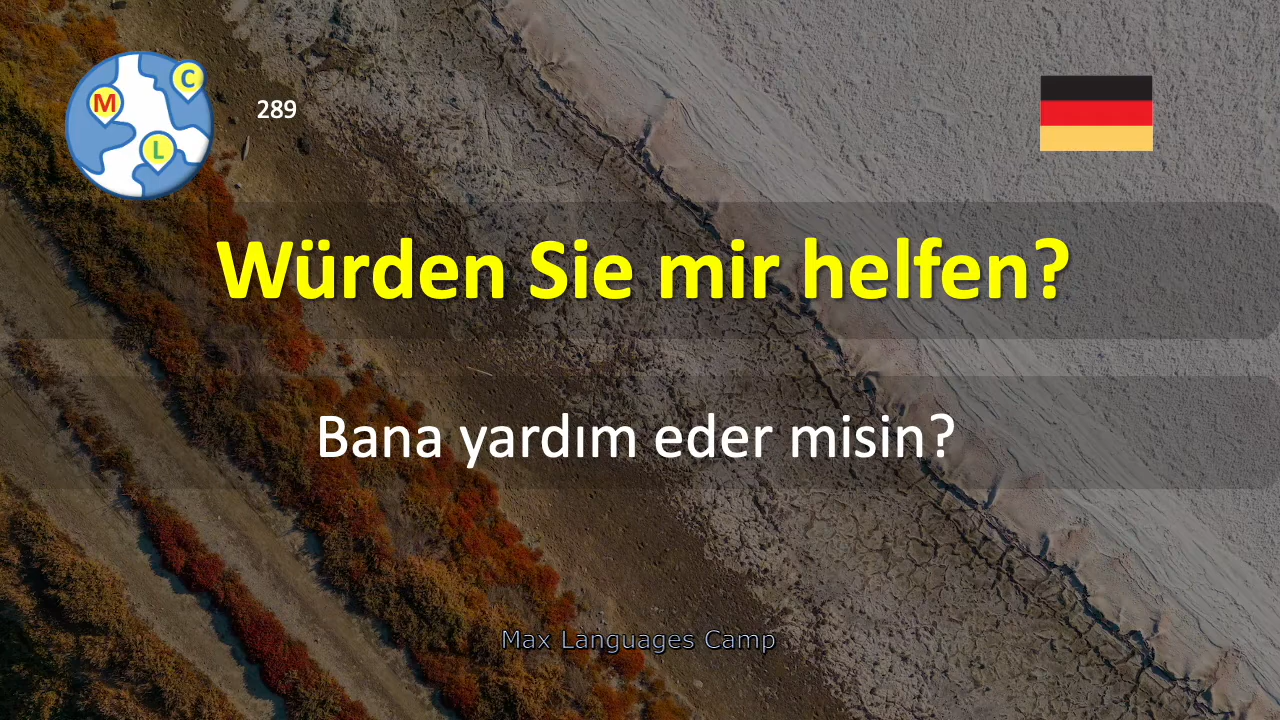 M
C
L
289
Würden Sie mir helfen?
Bana yardım eder misin?
Max Languages Camp